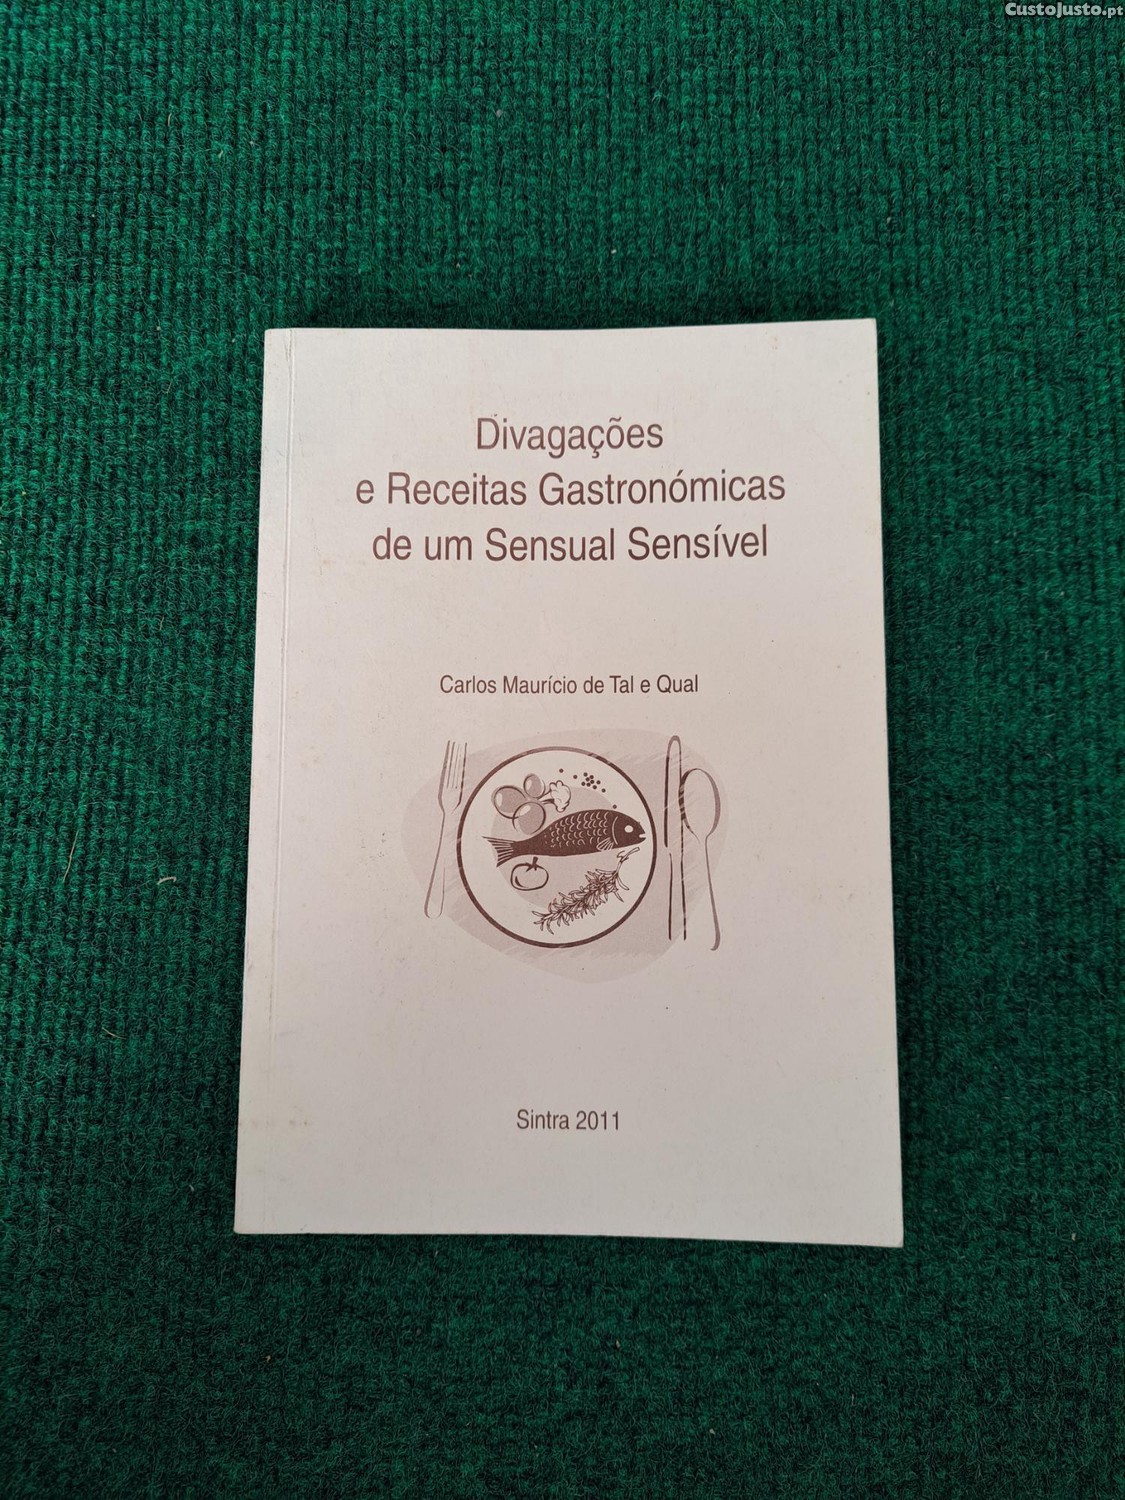 CustoJusto.pt
Divagações
e Receitas Gastronómicas
de um Sensual Sensível
Carlos Maurício de Tal e Qual
Sintra 2011